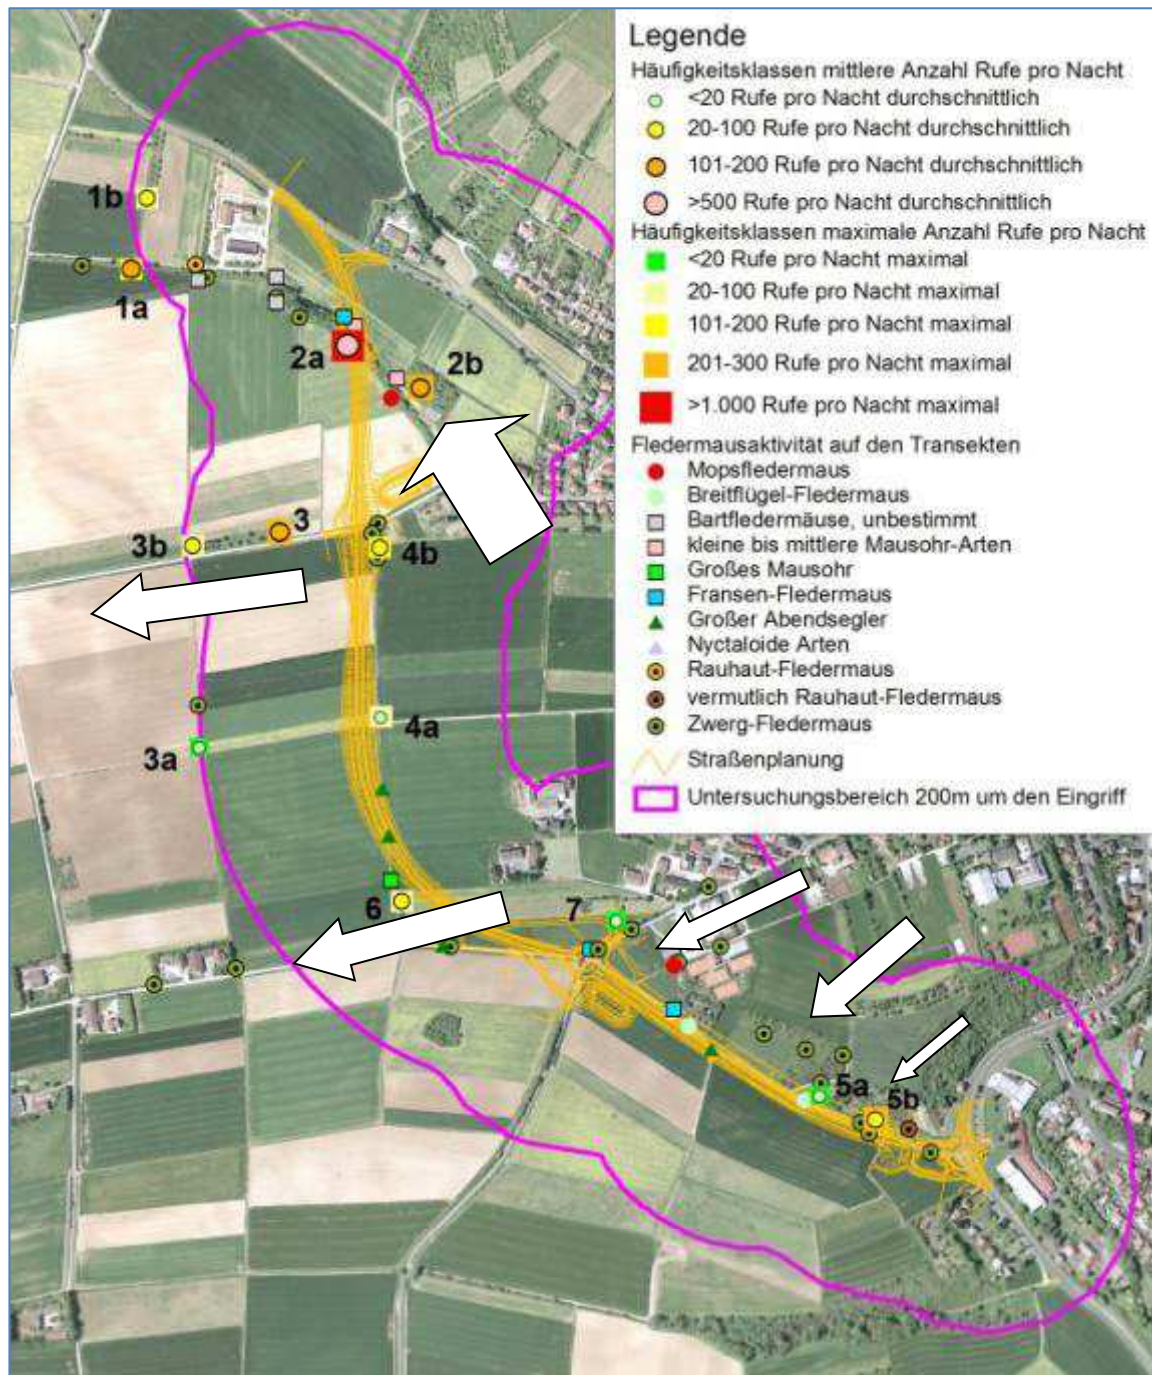 Legende
Häufigkeitsklassen mittlere Anzahl Rufe pro Nacht
<20 Rufe pro Nacht durchschnittlich
20-100 Rufe pro Nacht durchschnittlich
101-200 Rufe pro Nacht durchschnittlich
>500 Rufe pro Nacht durchschnittlich
Häufigkeitsklassen maximale Anzahl Rufe pro Nacht
<20 Rufe pro Nacht maximal
20-100 Rufe pro Nacht maximal
101-200 Rufe pro Nacht maximal
201-300 Rufe pro Nacht maximal
>1.000 Rufe pro Nacht maximal
Fledermausaktivität auf den Transekten
Mopsfledermaus
Breitflügel-Fledermaus
Bartfledermäuse, unbestimmt
kleine bis mittlere Mausohr-Arten
Großes Mausohr
Fransen-Fledermaus
Großer Abendsegler
Nyctaloide Arten
Rauhaut-Fledermaus
vermutlich Rauhaut-Fledermaus
Zwerg-Fledermaus
Straßenplanung
Untersuchungsbereich 200m um den Eingriff
1b
1a
2a
2b
3
3b
4b
4a
3a
6
7
5a
5b